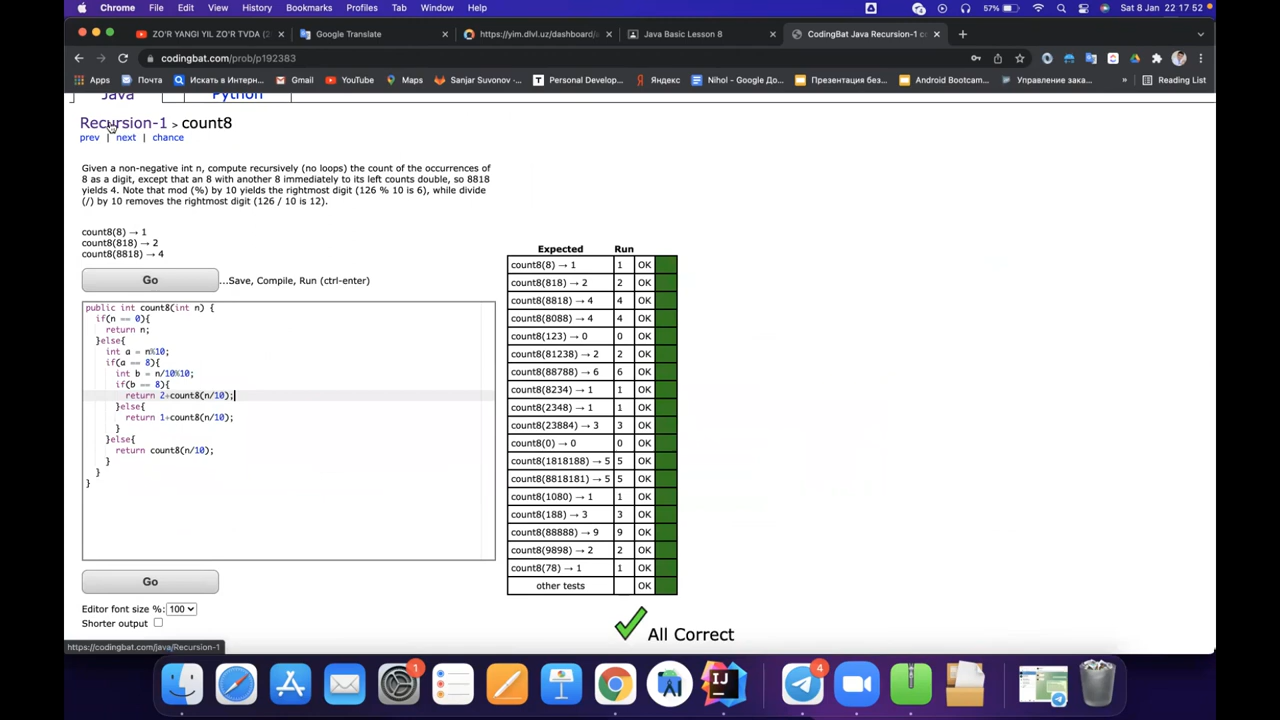 Chrome File Edit View History Bookmarks Profiles Tab Window Help 57% Sat 8 Jan 22 17:52
ZO'R YANGI YIL ZO'R TVDA (2 Google Translate https://yim.dlvl.uz/dashboard/ Java Basic Lesson 8 CodingBat Java Recursion-1 c
codingbat.com/prob/p192383
Apps Почта Искать в Интерн... Gmail YouTube Maps Sanjar Suvonov -... Personal Develop... Яндекс Nihol - Google Do... Презентация без... Android Bootcam... Управление зака... » Reading List
Java Python
Recursion-1 > count8
prev | next | chance
Given a non-negative int n, compute recursively (no loops) the count of the occurrences of
8 as a digit, except that an 8 with another 8 immediately to its left counts double, so 8818
yields 4. Note that mod (%) by 10 yields the rightmost digit (126 % 10 is 6), while divide
(/) by 10 removes the rightmost digit (126 / 10 is 12).
count8(8) → 1
count8(818) → 2
count8(8818) → 4
Go ...Save, Compile, Run (ctrl-enter)
public int count8(int n) {
if(n == 0){
return n;
}else{
int a = n%10;
if(a == 8){
int b = n/10%10;
if(b == 8){
return 2+count8(n/10);
}else{
return 1+count8(n/10);
}
}else{
return count8(n/10);
}
}
}
Go
Editor font size %: 100
Shorter output
Expected Run
count8(8) → 1 1 OK
count8(818) → 2 2 OK
count8(8818) → 4 4 OK
count8(8088) → 4 4 OK
count8(123) → 0 0 OK
count8(81238) → 2 2 OK
count8(88788) → 6 6 OK
count8(8234) → 1 1 OK
count8(2348) → 1 1 OK
count8(23884) → 3 3 OK
count8(0) → 0 0 OK
count8(1818188) → 5 5 OK
count8(8818181) → 5 5 OK
count8(1080) → 1 1 OK
count8(188) → 3 3 OK
count8(88888) → 9 9 OK
count8(9898) → 2 2 OK
count8(78) → 1 1 OK
other tests OK
All Correct
https://codingbat.com/java/Recursion-1
1
4
IJ